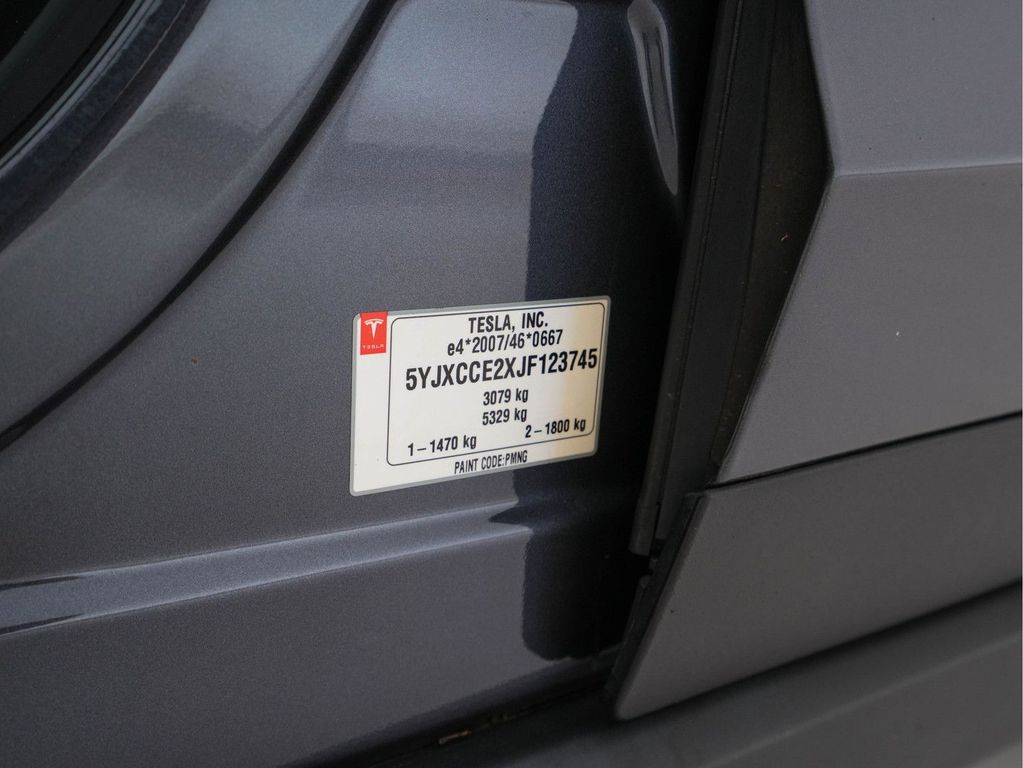 TESLA
TESLA, INC.
e4*2007/46*0667
5YJXCCE2XJF123745
3079 kg
5329 kg
1–1470 kg 2–1800 kg
PAINT CODE:PMNG